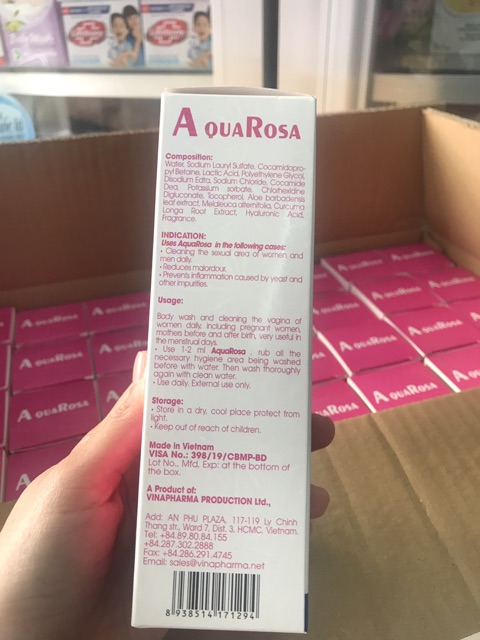 A QUAROSA
Composition:
Water, Sodium Lauryl Sulfate, Cocamidopro-
pyl Betaine, Lactic Acid, Polyethylene Glycol,
Disodium Edta, Sodium Chloride, Cocamide
Dea, Potassium sorbate, Chlorhexidine
Digluconate, Tocopherol, Aloe barbadensis
leaf extract, Melaleuca alternifolia, Curcuma
Longa Root Extract, Hyaluronic Acid,
Fragrance.
INDICATION:
Uses AquaRosa in the following cases:
• Cleaning the sexual area of women and
men daily.
• Reduces malordour.
• Prevents inflammation caused by yeast and
other impurities.
Usage:
Body wash and cleaning the vagina of
women daily, including pregnant women,
mothers before and after birth, very useful in
the menstrual days.
• Use 1-2 ml AquaRosa , rub all the
necessary hygiene area being washed
before with water. Then wash thoroughly
again with clean water.
• Use daily. External use only.
Storage:
• Store in a dry, cool place protect from
light.
• Keep out of reach of children.
Made in Vietnam
VISA No.: 398/19/CBMP-BD
Lot No., Mfd, Exp: at the bottom of
the box.
A Product of:
VINAPHARMA PRODUCTION Ltd.,
Add: AN PHU PLAZA, 117-119 Ly Chinh
Thang str., Ward 7, Dist. 3, HCMC, Vietnam.
Tel: +84.89.80.84.155
+84.287.302.2888
Fax: +84.286.291.4745
Email: sales@vinapharma.net
8 938514 171294
A QUAROSA
A QUAROSA
A QUAROSA
A QUAROSA
A QUAROSA